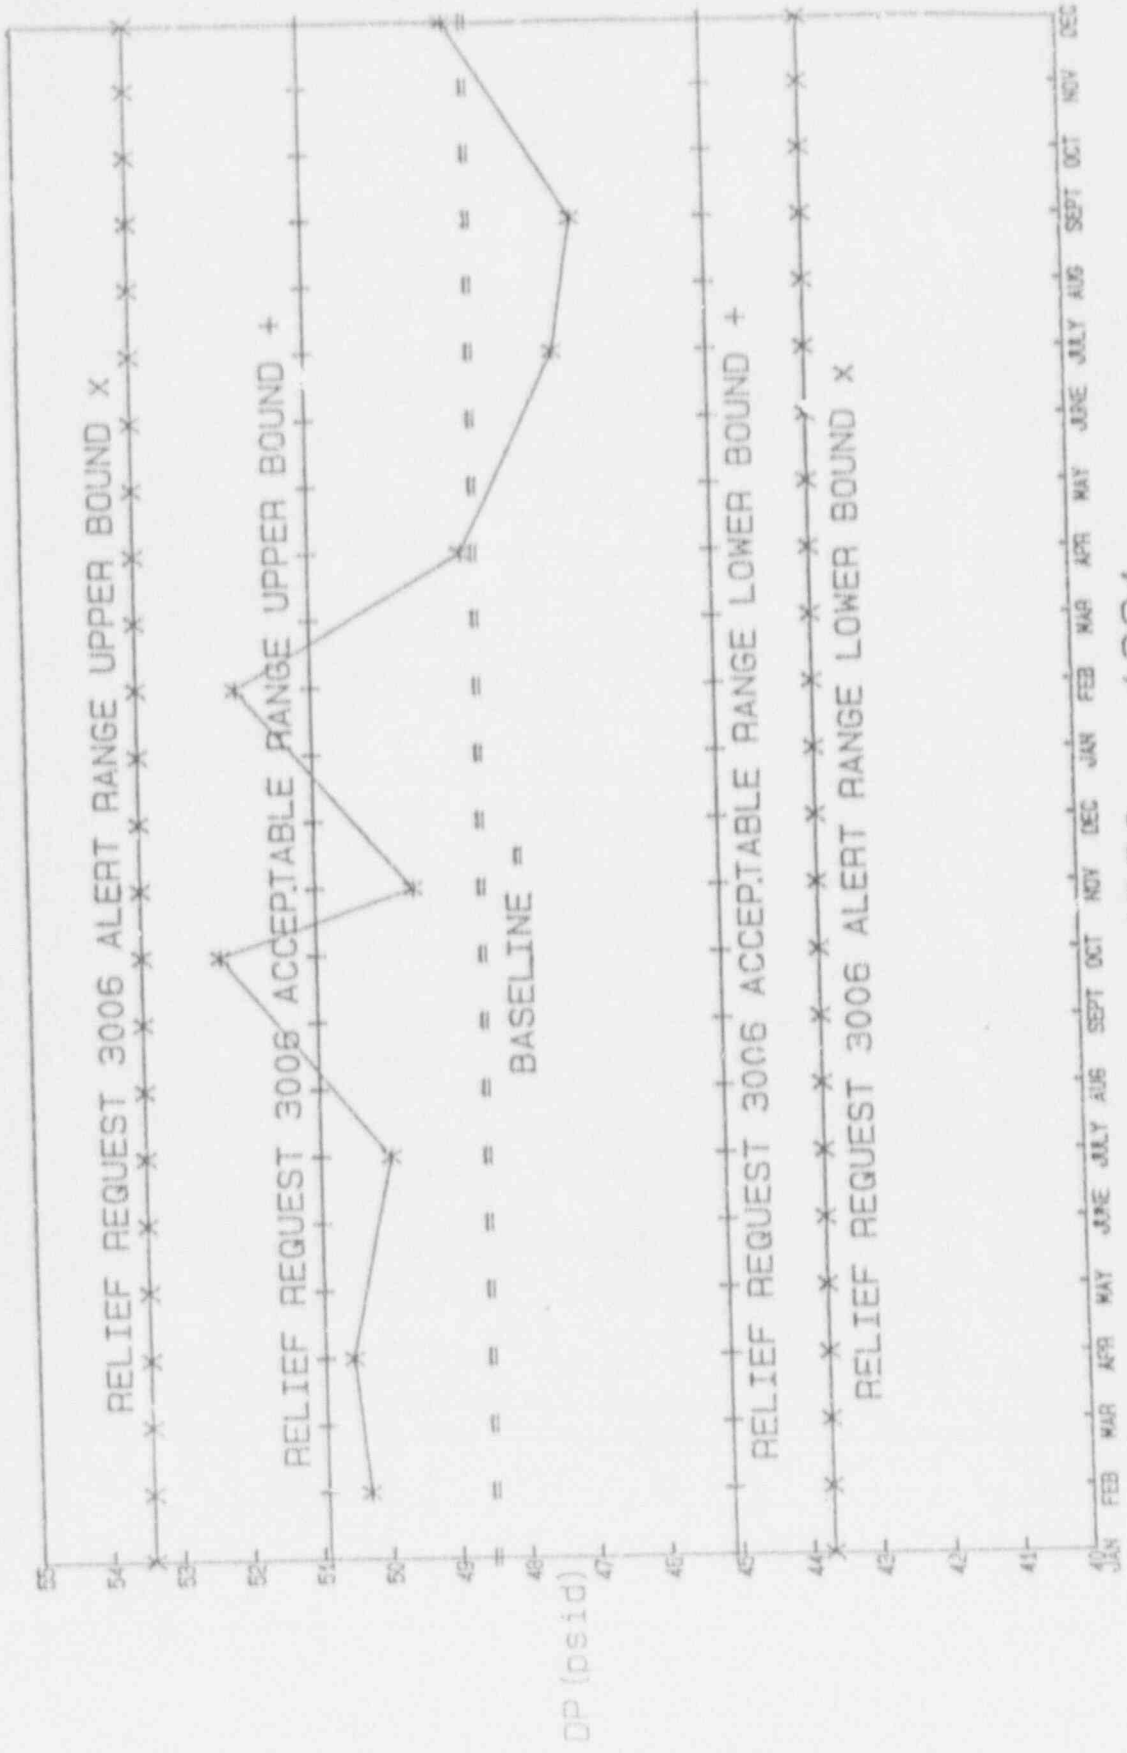 RELIEF REQUEST 3006 ALERT RANGE UPPER BOUND X
RELIEF REQUEST 3006 ACCEPTABLE RANGE UPPER BOUND +
BASELINE =
RELIEF REQUEST 3006 ACCEPTABLE RANGE LOWER BOUND +
RELIEF REQUEST 3006 ALERT RANGE LOWER BOUND X
DP (psid)
55
54
53
52
51
50
49
48
47
46
45
44
43
42
41
40
JAN FEB MAR APR MAY JUNE JULY AUG SEPT OCT NOV DEC JAN FEB MAR APR MAY JUNE JULY AUG SEPT OCT NOV DEC